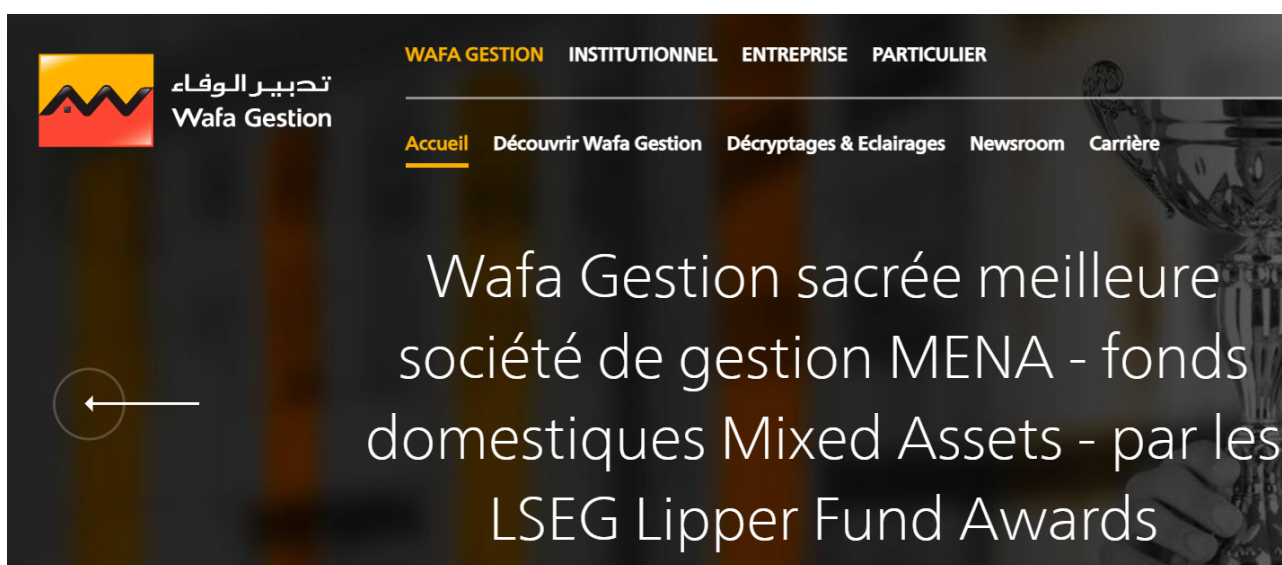 WAFA GESTION INSTITUTIONNEL ENTREPRISE PARTICULIER
تدبير الوفاء
Wafa Gestion
Accueil Découvrir Wafa Gestion Décryptages & Eclairages Newsroom Carrière
Wafa Gestion sacrée meilleure
société de gestion MENA - fonds
domestiques Mixed Assets - par les
LSEG Lipper Fund Awards